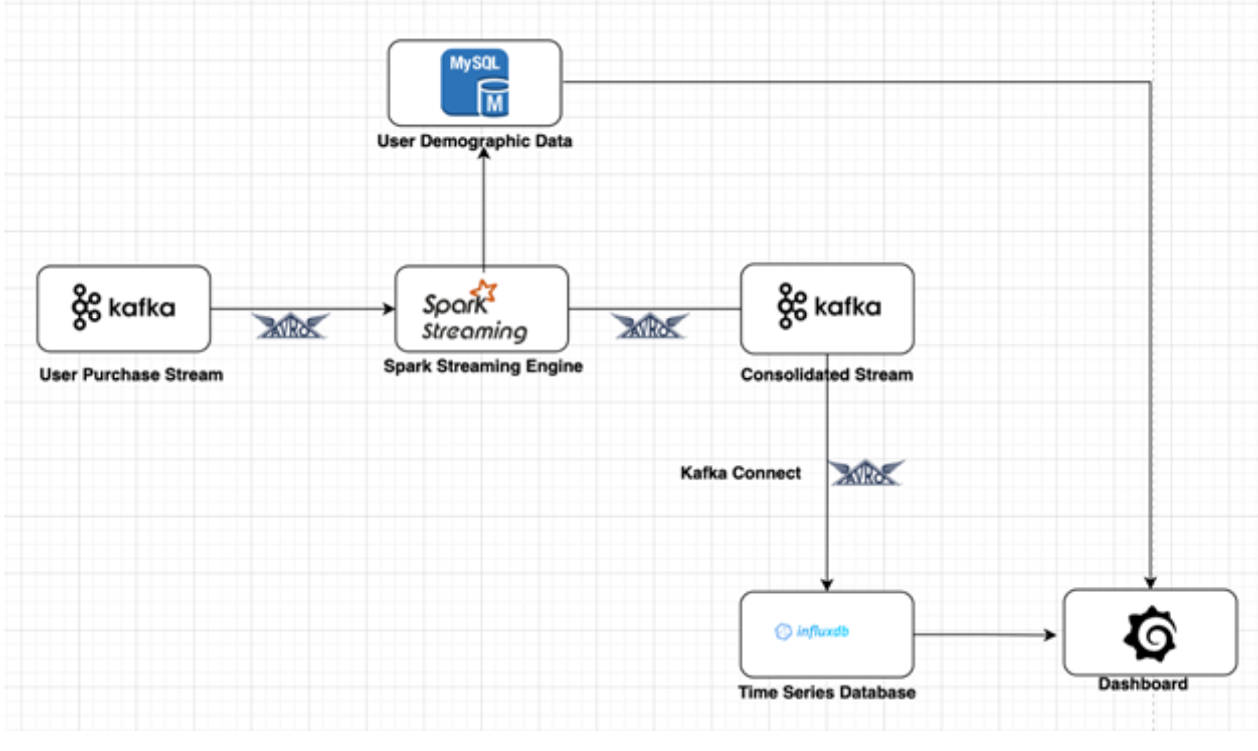 MySQL
M
User Demographic Data
kafka
AVRO
Spark
Streaming
AVRO
kafka
User Purchase Stream
Spark Streaming Engine
Consolidated Stream
Kafka Connect
AVRO
influxdb
Time Series Database
Dashboard